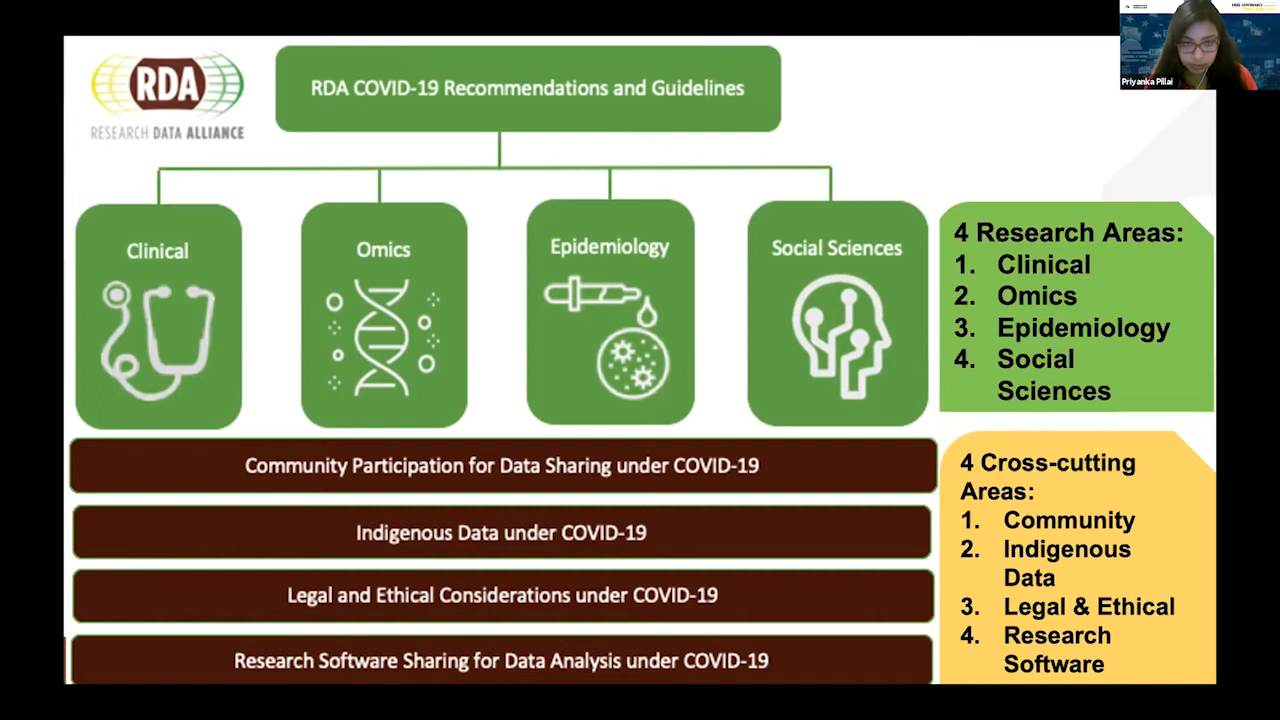 RDA
RESEARCH DATA ALLIANCE
RDA COVID-19 Recommendations and Guidelines
Priyanka Pillai
Clinical
Omics
Epidemiology
Social Sciences
4 Research Areas:
1. Clinical
2. Omics
3. Epidemiology
4. Social
Sciences
Community Participation for Data Sharing under COVID-19
Indigenous Data under COVID-19
Legal and Ethical Considerations under COVID-19
Research Software Sharing for Data Analysis under COVID-19
4 Cross-cutting
Areas:
1. Community
2. Indigenous
Data
3. Legal & Ethical
4. Research
Software